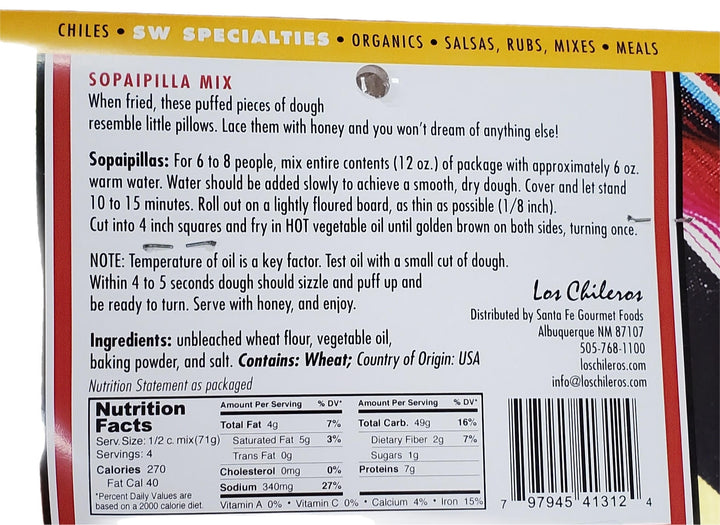 CHILES • SW SPECIALTIES • ORGANICS • SALSAS, RUBS, MIXES • MEALS
SOPAIPILLA MIX
When fried, these puffed pieces of dough
resemble little pillows. Lace them with honey and you won't dream of anything else!
Sopaipillas: For 6 to 8 people, mix entire contents (12 oz.) of package with approximately 6 oz.
warm water. Water should be added slowly to achieve a smooth, dry dough. Cover and let stand
10 to 15 minutes. Roll out on a lightly floured board, as thin as possible (1/8 inch).
Cut into 4 inch squares and fry in HOT vegetable oil until golden brown on both sides, turning once.
NOTE: Temperature of oil is a key factor. Test oil with a small cut of dough.
Within 4 to 5 seconds dough should sizzle and puff up and
be ready to turn. Serve with honey, and enjoy.
Los Chileros
Distributed by Santa Fe Gourmet Foods
Albuquerque NM 87107
505-768-1100
loschileros.com
info@loschileros.com
Ingredients: unbleached wheat flour, vegetable oil,
baking powder, and salt. Contains: Wheat; Country of Origin: USA
Nutrition Statement as packaged
Nutrition
Facts
Serv. Size: 1/2 c. mix(71g)
Servings: 4
Calories 270
Fat Cal 40
*Percent Daily Values are
based on a 2000 calorie diet.
Amount Per Serving % DV*
Total Fat 4g 7%
Saturated Fat 5g 3%
Trans Fat 0g
Cholesterol 0mg 0%
Sodium 340mg 27%
Amount Per Serving % DV*
Total Carb. 49g 16%
Dietary Fiber 2g 7%
Sugars 1g
Proteins 7g
Vitamin A 0% • Vitamin C 0% • Calcium 4% • Iron 15%
7 97945 41312 4